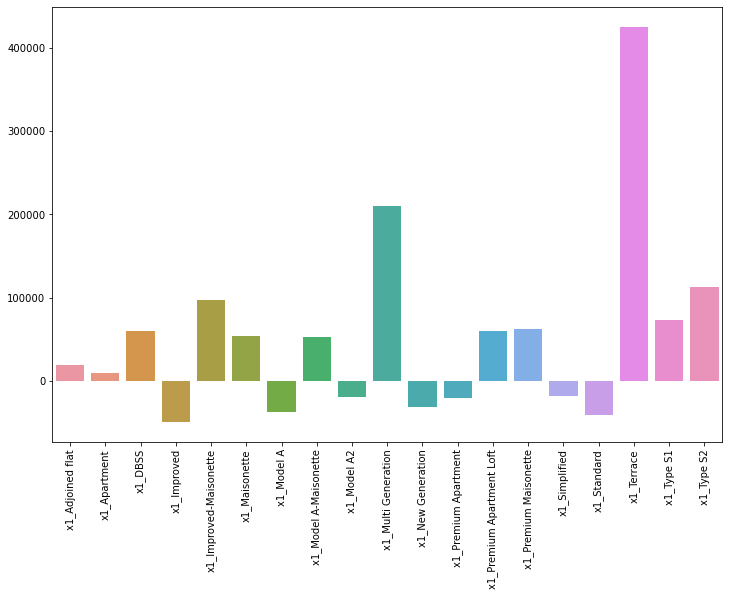 400000
300000
200000
100000
0
x1_Adjoined flat
x1_Apartment
x1_DBSS
x1_Improved
x1_Improved-Maisonette
x1_Maisonette
x1_Model A
x1_Model A-Maisonette
x1_Model A2
x1_Multi Generation
x1_New Generation
x1_Premium Apartment
x1_Premium Apartment Loft
x1_Premium Maisonette
x1_Simplified
x1_Standard
x1_Terrace
x1_Type S1
x1_Type S2